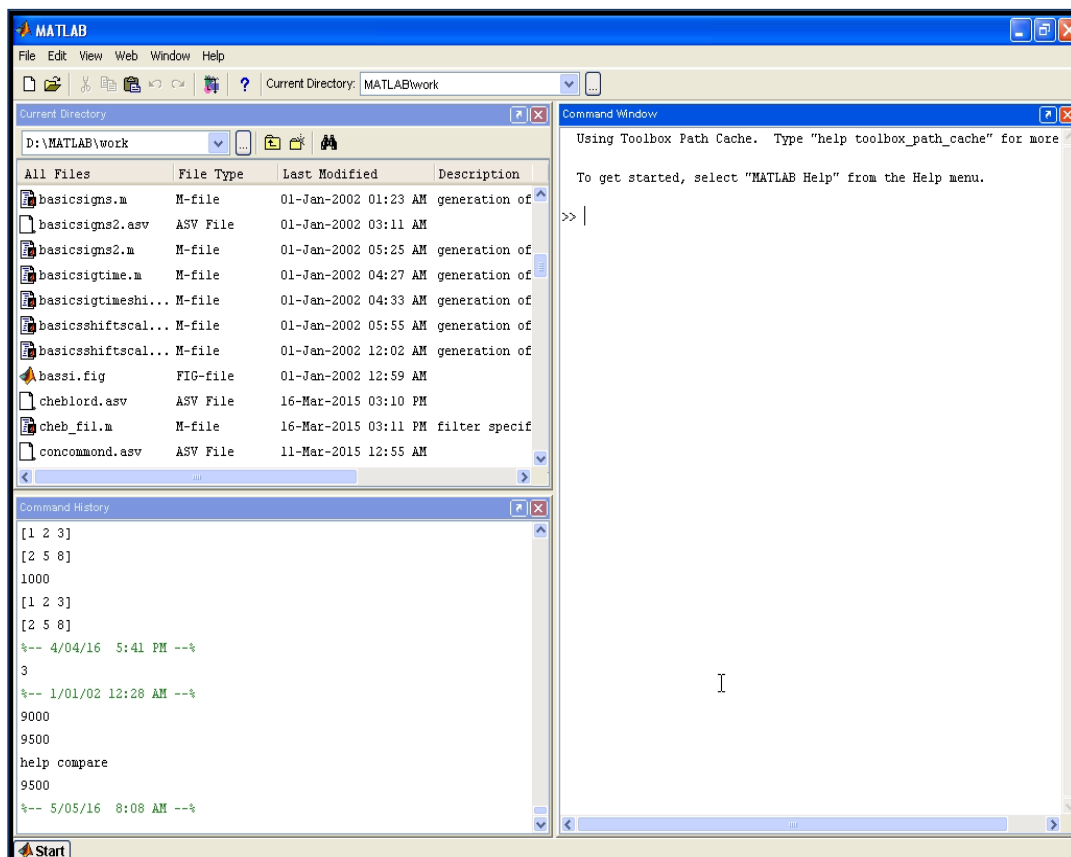 MATLAB
File Edit View Web Window Help
? Current Directory: MATLAB\work ...
Current Directory
D:\MATLAB\work ...
All Files File Type Last Modified Description
basicsigns.m M-file 01-Jan-2002 01:23 AM generation of
basicsigns2.asv ASV File 01-Jan-2002 03:11 AM
basicsigns2.m M-file 01-Jan-2002 05:25 AM generation of
basicsigtime.m M-file 01-Jan-2002 04:27 AM generation of
basicsigtimeshi... M-file 01-Jan-2002 04:33 AM generation of
basicsshiftscal... M-file 01-Jan-2002 05:55 AM generation of
basicsshiftscal... M-file 01-Jan-2002 12:02 AM generation of
bassi.fig FIG-file 01-Jan-2002 12:59 AM
cheblord.asv ASV File 16-Mar-2015 03:10 PM
cheb_fil.m M-file 16-Mar-2015 03:11 PM filter specif
concommond.asv ASV File 11-Mar-2015 12:55 AM
Command History
[1 2 3]
[2 5 8]
1000
[1 2 3]
[2 5 8]
%-- 4/04/16 5:41 PM --%
3
%-- 1/01/02 12:28 AM --%
9000
9500
help compare
9500
%-- 5/05/16 8:08 AM --%
Command Window
Using Toolbox Path Cache. Type "help toolbox_path_cache" for more
To get started, select "MATLAB Help" from the Help menu.
>>
Start